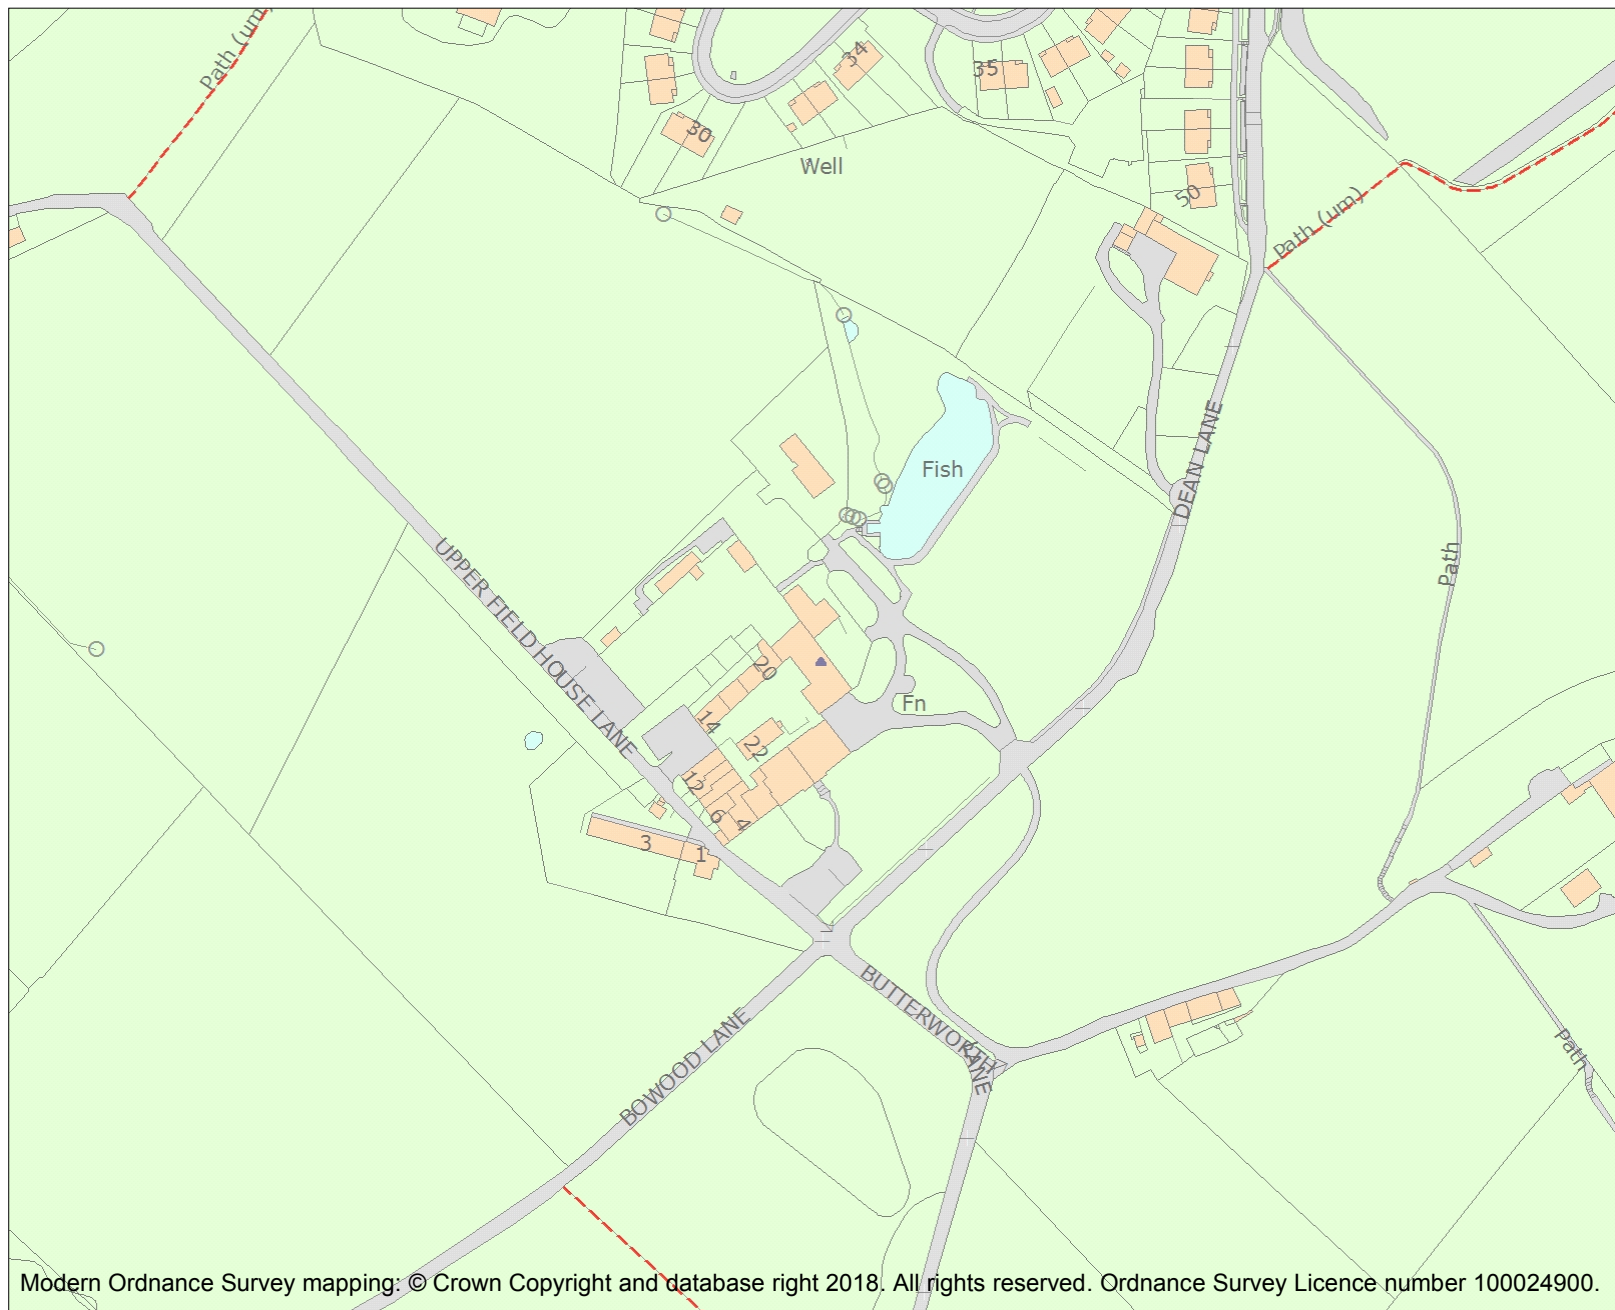 Path (um)
34
35
30
Well
50
Path (um)
Fish
DEAN LANE
Path
UPPER FIELD HOUSE LANE
20
Fn
14
22
12
6
4
3
1
BUTTERWORTH
LANE
BOWOOD LANE
Path
Modern Ordnance Survey mapping: © Crown Copyright and database right 2018. All rights reserved. Ordnance Survey Licence number 100024900.